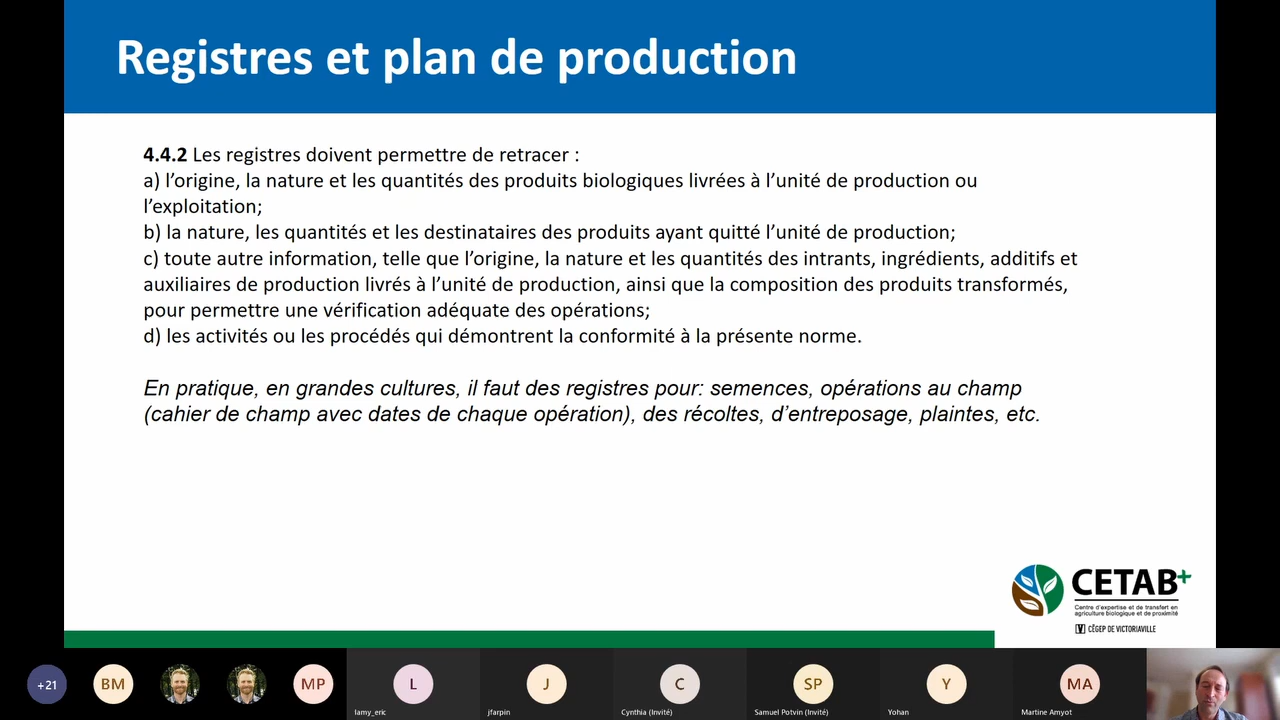 Registres et plan de production
4.4.2 Les registres doivent permettre de retracer :
a) l’origine, la nature et les quantités des produits biologiques livrées à l’unité de production ou
l’exploitation;
b) la nature, les quantités et les destinataires des produits ayant quitté l’unité de production;
c) toute autre information, telle que l’origine, la nature et les quantités des intrants, ingrédients, additifs et
auxiliaires de production livrés à l’unité de production, ainsi que la composition des produits transformés,
pour permettre une vérification adéquate des opérations;
d) les activités ou les procédés qui démontrent la conformité à la présente norme.
En pratique, en grandes cultures, il faut des registres pour: semences, opérations au champ
(cahier de champ avec dates de chaque opération), des récoltes, d’entreposage, plaintes, etc.
CETAB+
Centre d’expertise et de transfert en
agriculture biologique et de proximité
CÉGEP DE VICTORIAVILLE
+21 BM MP L J C SP Y MA
lamy_eric jfarpin Cynthia (Invité) Samuel Potvin (Invité) Yohan Martine Amyot